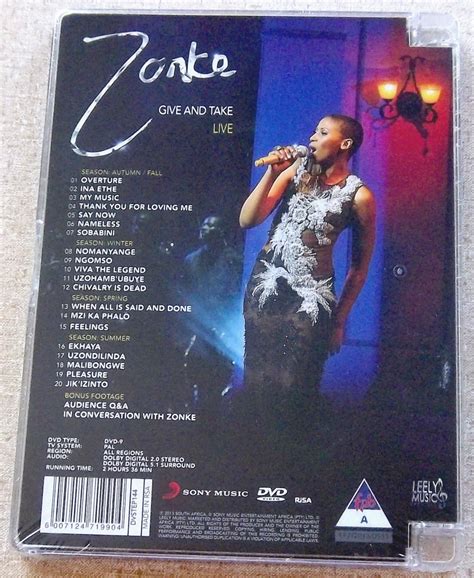 Zonke
GIVE AND TAKE
LIVE
SEASON: AUTUMN / FALL
01 OVERTURE
02 INA ETHE
03 MY MUSIC
04 THANK YOU FOR LOVING ME
05 SAY NOW
06 NAMELESS
07 SOBABINI
SEASON: WINTER
08 NOMANYANGE
09 NGOMSO
10 VIVA THE LEGEND
11 UZOHAMB'UBUYE
12 CHIVALRY IS DEAD
SEASON: SPRING
13 WHEN ALL IS SAID AND DONE
14 MZI KA PHALO
15 FEELINGS
SEASON: SUMMER
16 EKHAYA
17 UZONDILINDA
18 MALIBONGWE
19 PLEASURE
20 JIK'IZINTO
BONUS FOOTAGE
AUDIENCE Q&A
IN CONVERSATION WITH ZONKE
DVD TYPE: DVD-9
TV SYSTEM: PAL
REGION: ALL REGIONS
AUDIO: DOLBY DIGITAL 2.0 STEREO
DOLBY DIGITAL 5.1 SURROUND
RUNNING TIME: 2 HOURS 36 MIN
6 007124 719904
DVSTEP144
MADE IN RSA
SONY MUSIC
DVD
VIDEO
RiSA
A
LEELY
MUSIC